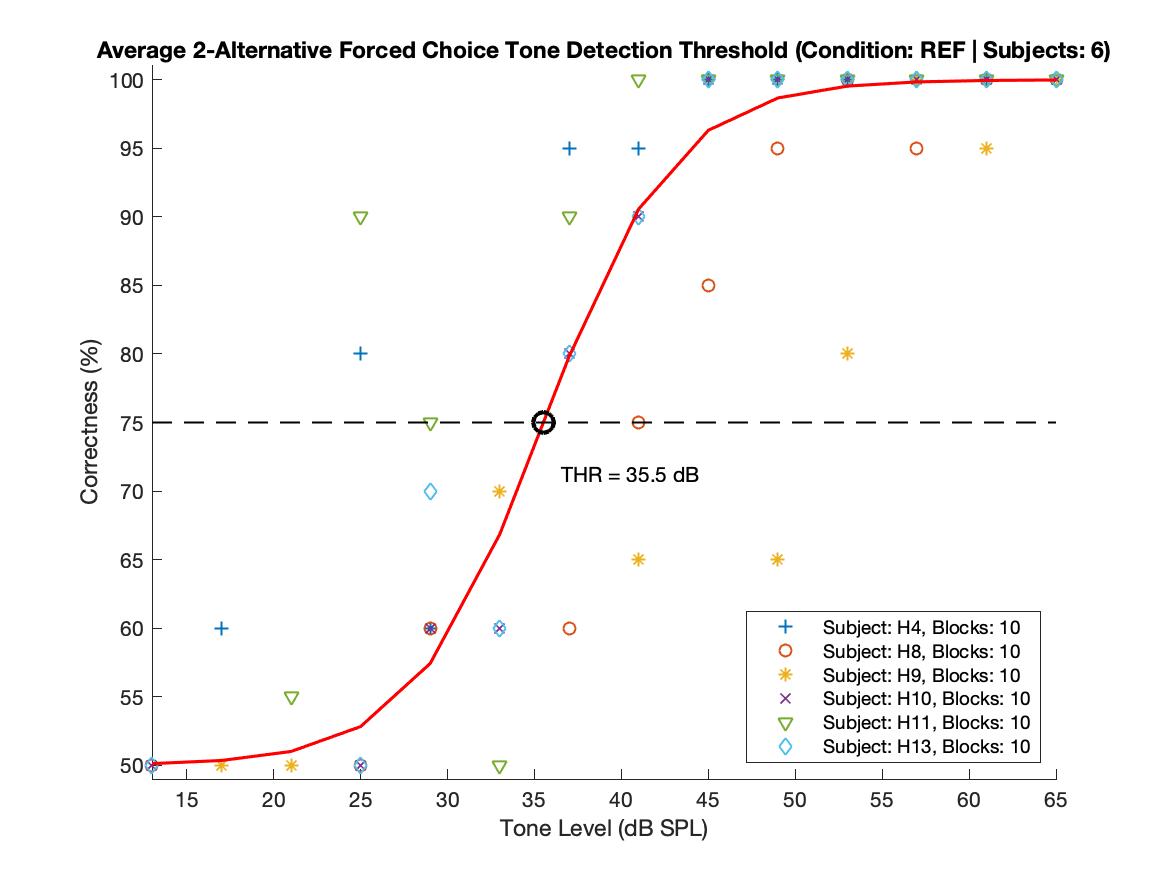 Average 2-Alternative Forced Choice Tone Detection Threshold (Condition: REF | Subjects: 6)
100
95
90
85
80
75
70
65
60
55
50
Correctness (%)
THR = 35.5 dB
Subject: H4, Blocks: 10
Subject: H8, Blocks: 10
Subject: H9, Blocks: 10
Subject: H10, Blocks: 10
Subject: H11, Blocks: 10
Subject: H13, Blocks: 10
15 20 25 30 35 40 45 50 55 60 65
Tone Level (dB SPL)